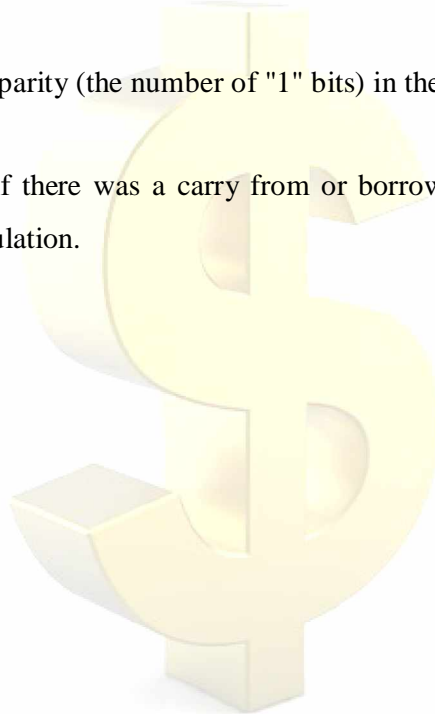 parity (the number of "1" bits) in the
f there was a carry from or borrow
ulation.